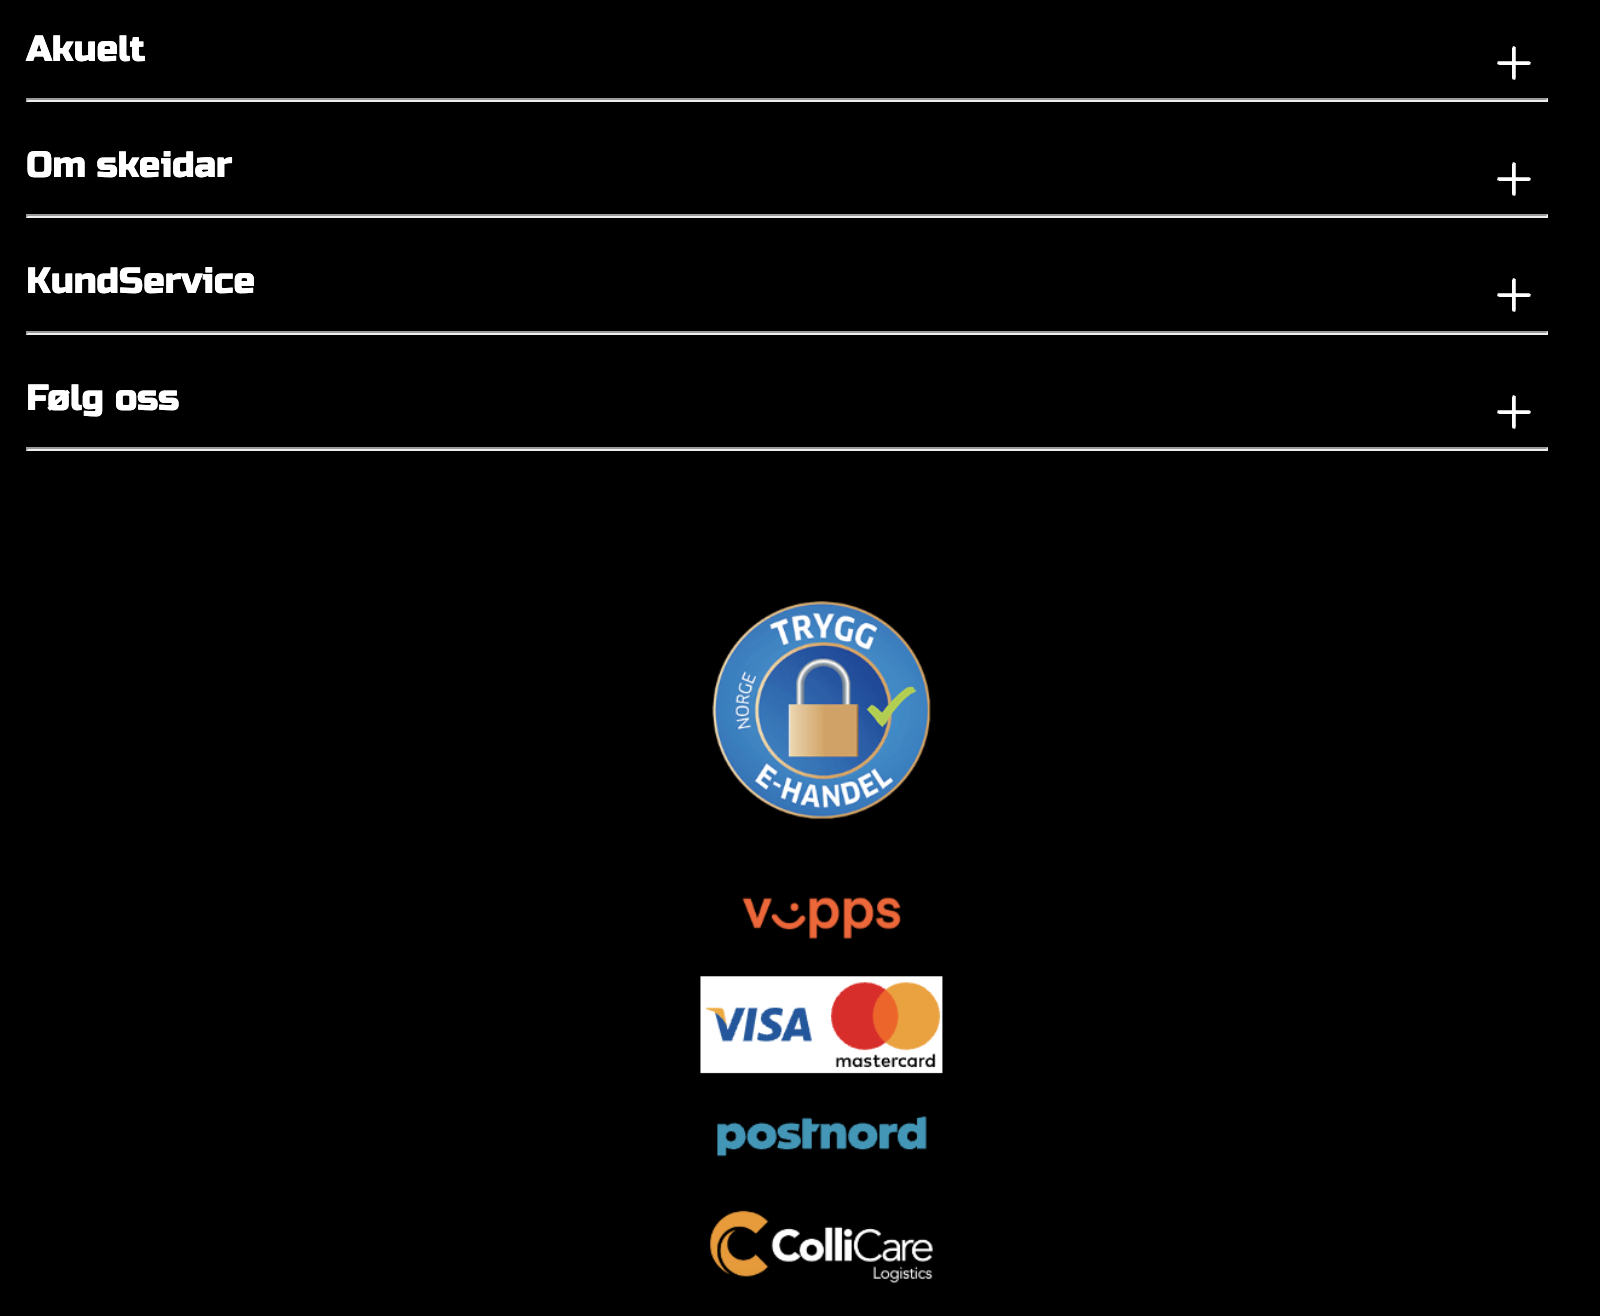 Akuelt
Om skeidar
KundService
Følg oss
TRYGG
NORGE
E-HANDEL
vipps
VISA
mastercard
postnord
ColliCare
Logistics